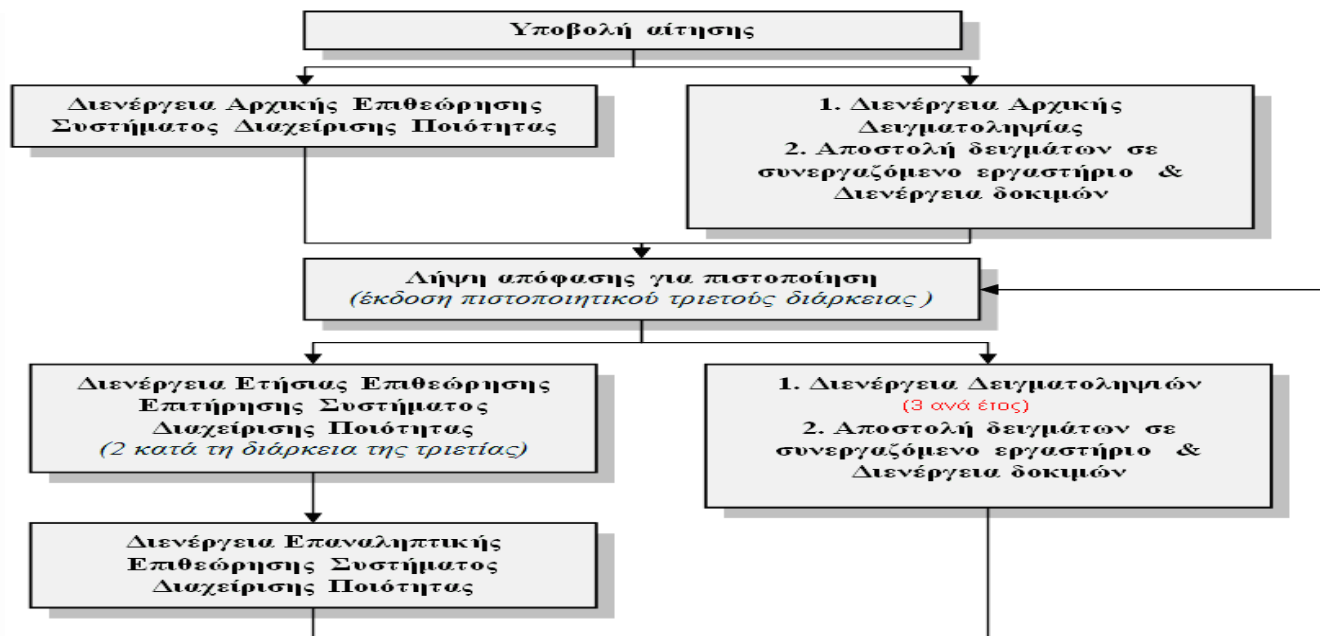 Υποβολή αίτησης
Διενέργεια Αρχικής Επιθεώρησης
Συστήματος Διαχείρισης Ποιότητας
1. Διενέργεια Αρχικής
Δειγματοληψίας
2. Αποστολή δειγμάτων σε
συνεργαζόμενο εργαστήριο &
Διενέργεια δοκιμών
Λήψη απόφασης για πιστοποίηση
(έκδοση πιστοποιητικού τριετούς διάρκειας )
Διενέργεια Ετήσιας Επιθεώρησης
Επιτήρησης Συστήματος
Διαχείρισης Ποιότητας
(2 κατά τη διάρκεια της τριετίας)
1. Διενέργεια Δειγματοληψιών
(3 ανά έτος)
2. Αποστολή δειγμάτων σε
συνεργαζόμενο εργαστήριο &
Διενέργεια δοκιμών
Διενέργεια Επαναληπτικής
Επιθεώρησης Συστήματος
Διαχείρισης Ποιότητας